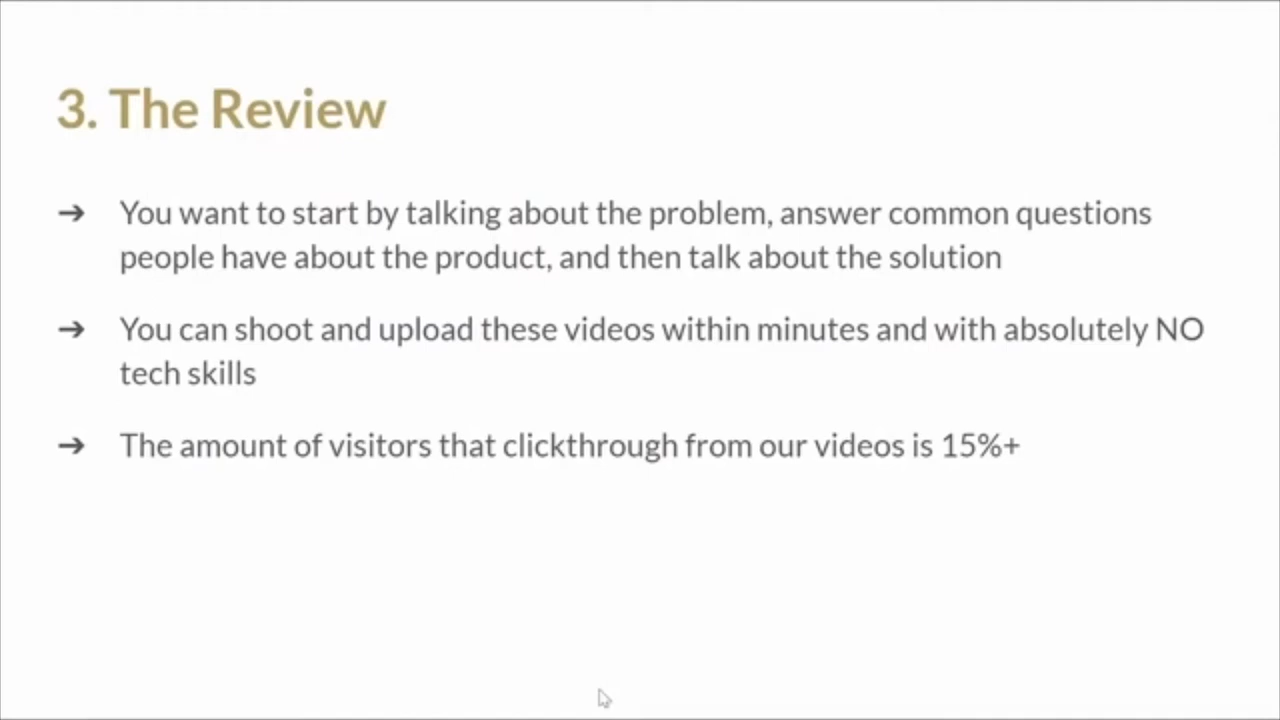 3. The Review
➔ You want to start by talking about the problem, answer common questions
people have about the product, and then talk about the solution
➔ You can shoot and upload these videos within minutes and with absolutely NO
tech skills
➔ The amount of visitors that clickthrough from our videos is 15%+